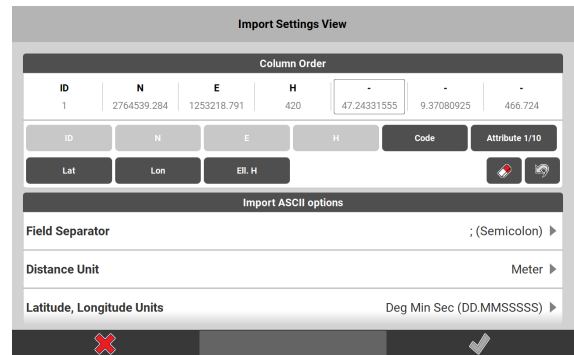 Import Settings View
Column Order
ID N E H - - -
1 2764539.284 1253218.791 420 47.24331555 9.37080925 466.724
ID N E H Code Attribute 1/10
Lat Lon Ell. H
Import ASCII options
Field Separator ; (Semicolon)
Distance Unit Meter
Latitude, Longitude Units Deg Min Sec (DD.MMSSSSS)